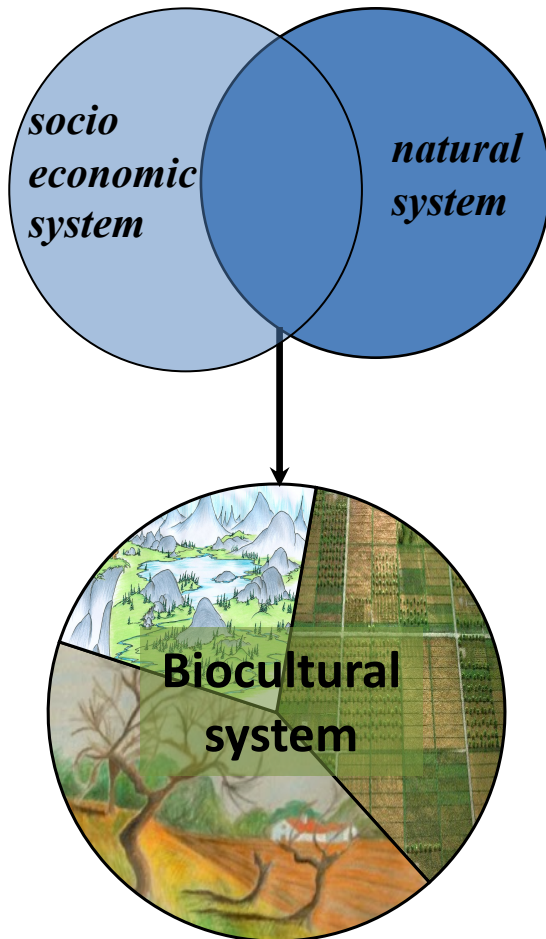 socio
economic
system
natural
system
Biocultural
system